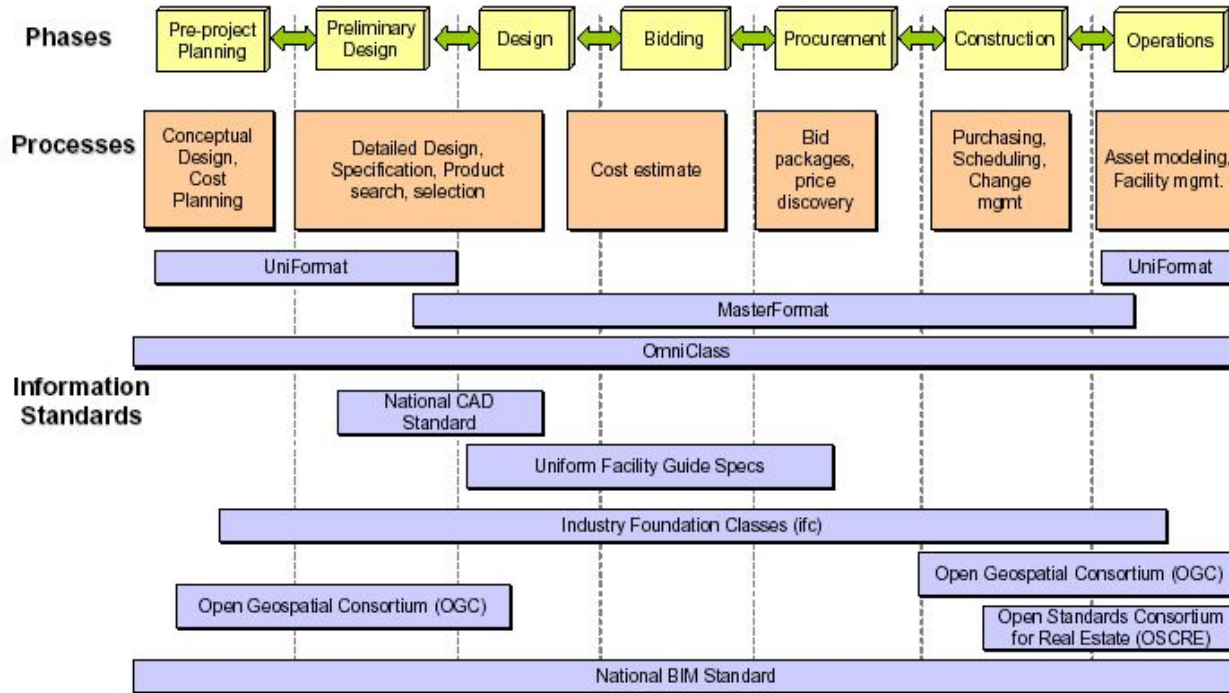 Phases
Pre-project
Planning
Preliminary
Design
Design
Bidding
Procurement
Construction
Operations
Processes
Conceptual
Design,
Cost
Planning
Detailed Design,
Specification, Product
search, selection
Cost estimate
Bid
packages,
price
discovery
Purchasing,
Scheduling,
Change
mgmt
Asset modeling,
Facility mgmt.
UniFormat
UniFormat
MasterFormat
OmniClass
Information
Standards
National CAD
Standard
Uniform Facility Guide Specs
Industry Foundation Classes (ifc)
Open Geospatial Consortium (OGC)
Open Geospatial Consortium (OGC)
Open Standards Consortium
for Real Estate (OSCRE)
National BIM Standard